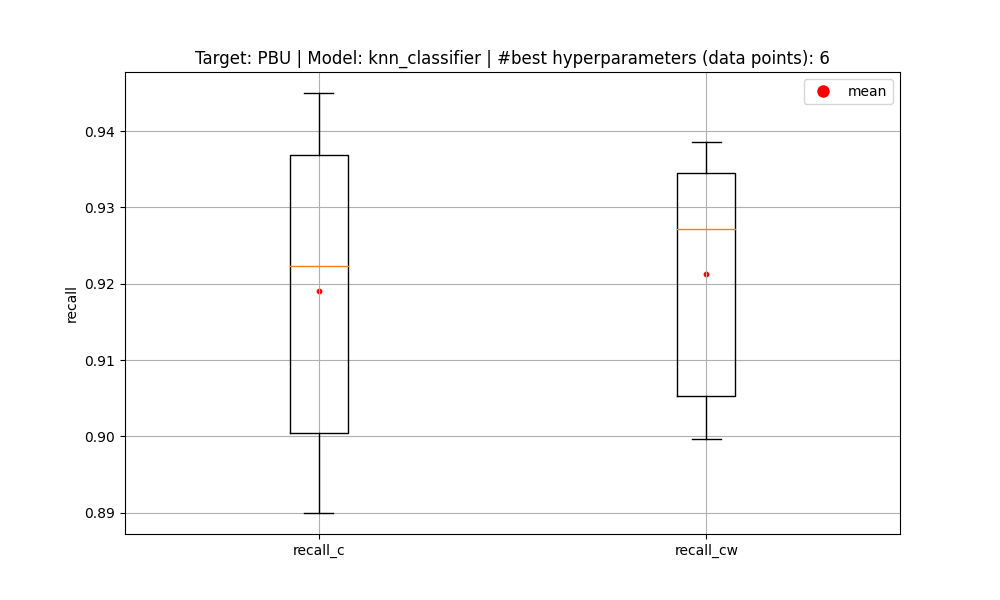 Target: PBU | Model: knn_classifier | #best hyperparameters (data points): 6
mean
0.94
0.93
0.92
0.91
0.90
0.89
recall
recall_c
recall_cw